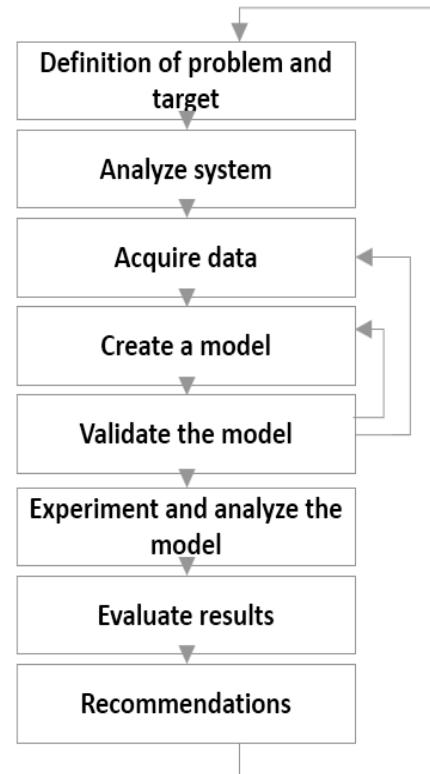 Definition of problem and
target
Analyze system
Acquire data
Create a model
Validate the model
Experiment and analyze the
model
Evaluate results
Recommendations